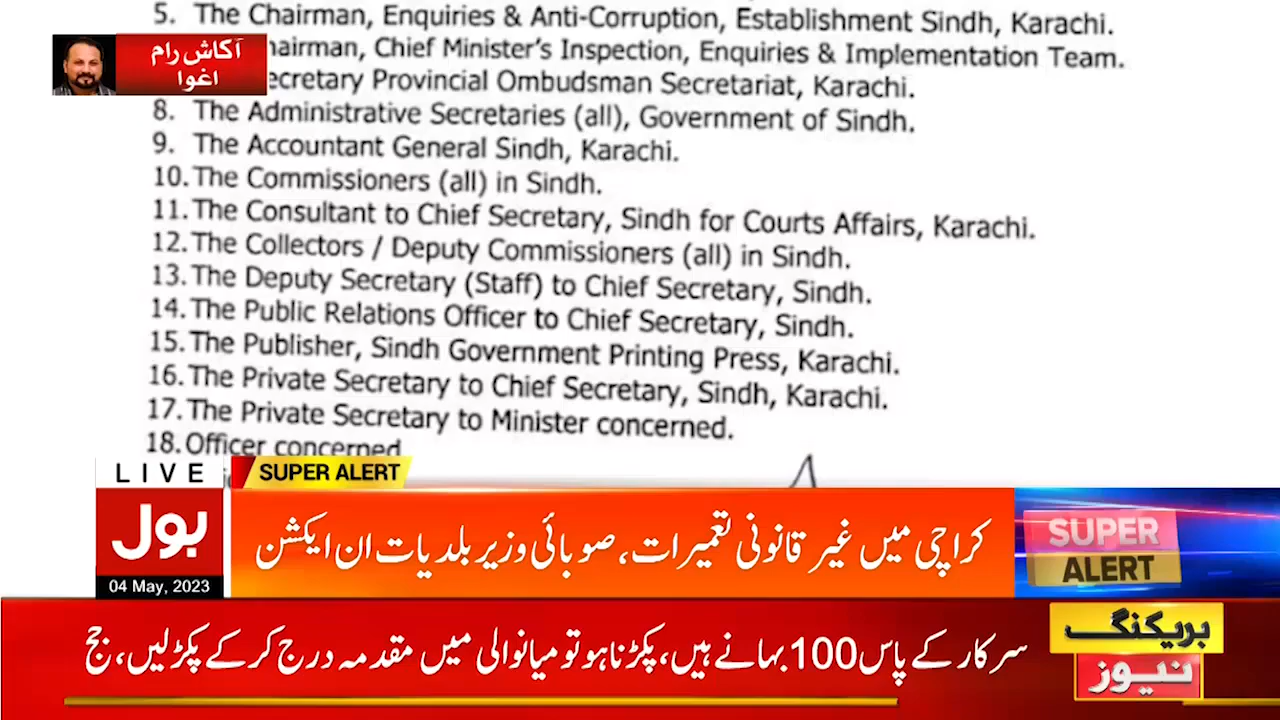 5. The Chairman, Enquiries & Anti-Corruption, Establishment Sindh, Karachi.
آکاش رام
اغوا
hairman, Chief Minister's Inspection, Enquiries & Implementation Team.
ecretary Provincial Ombudsman Secretariat, Karachi.
8. The Administrative Secretaries (all), Government of Sindh.
9. The Accountant General Sindh, Karachi.
10. The Commissioners (all) in Sindh.
11. The Consultant to Chief Secretary, Sindh for Courts Affairs, Karachi.
12. The Collectors / Deputy Commissioners (all) in Sindh.
13. The Deputy Secretary (Staff) to Chief Secretary, Sindh.
14. The Public Relations Officer to Chief Secretary, Sindh.
15. The Publisher, Sindh Government Printing Press, Karachi.
16. The Private Secretary to Chief Secretary, Sindh, Karachi.
17. The Private Secretary to Minister concerned.
18. Officer concerned
LIVE
SUPER ALERT
بول
04 May, 2023
کراچی میں غیر قانونی تعمیرات، صوبائی وزیر بلدیات ان ایکشن
SUPER
ALERT
بریکنگ
نیوز
سرکار کے پاس 100 بہانے ہیں، پکڑنا ہو تو میانوالی میں مقدمہ درج کر کے پکڑ لیں، جج